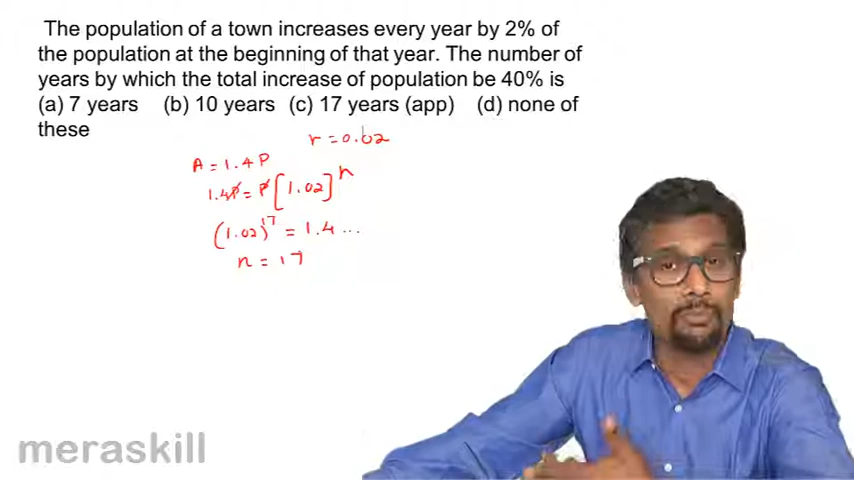 The population of a town increases every year by 2% of
the population at the beginning of that year. The number of
years by which the total increase of population be 40% is
(a) 7 years (b) 10 years (c) 17 years (app) (d) none of
these
r = 0.02
A = 1.4 P
1.4P = P [1.02]^n
(1.02)^17 = 1.4 ...
n = 17
meraskill